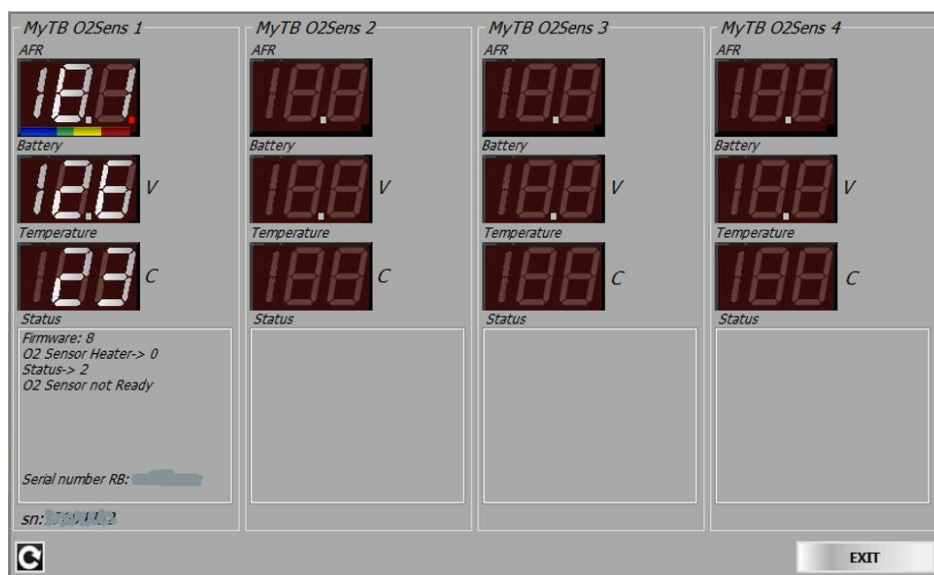 MyTB O2Sens 1
AFR
18.1
Battery
12.6 V
Temperature
23 C
Status
Firmware: 8
O2 Sensor Heater-> 0
Status-> 2
O2 Sensor not Ready
Serial number RB:
sn:
MyTB O2Sens 2
AFR
Battery
V
Temperature
C
Status
MyTB O2Sens 3
AFR
Battery
V
Temperature
C
Status
MyTB O2Sens 4
AFR
Battery
V
Temperature
C
Status
EXIT